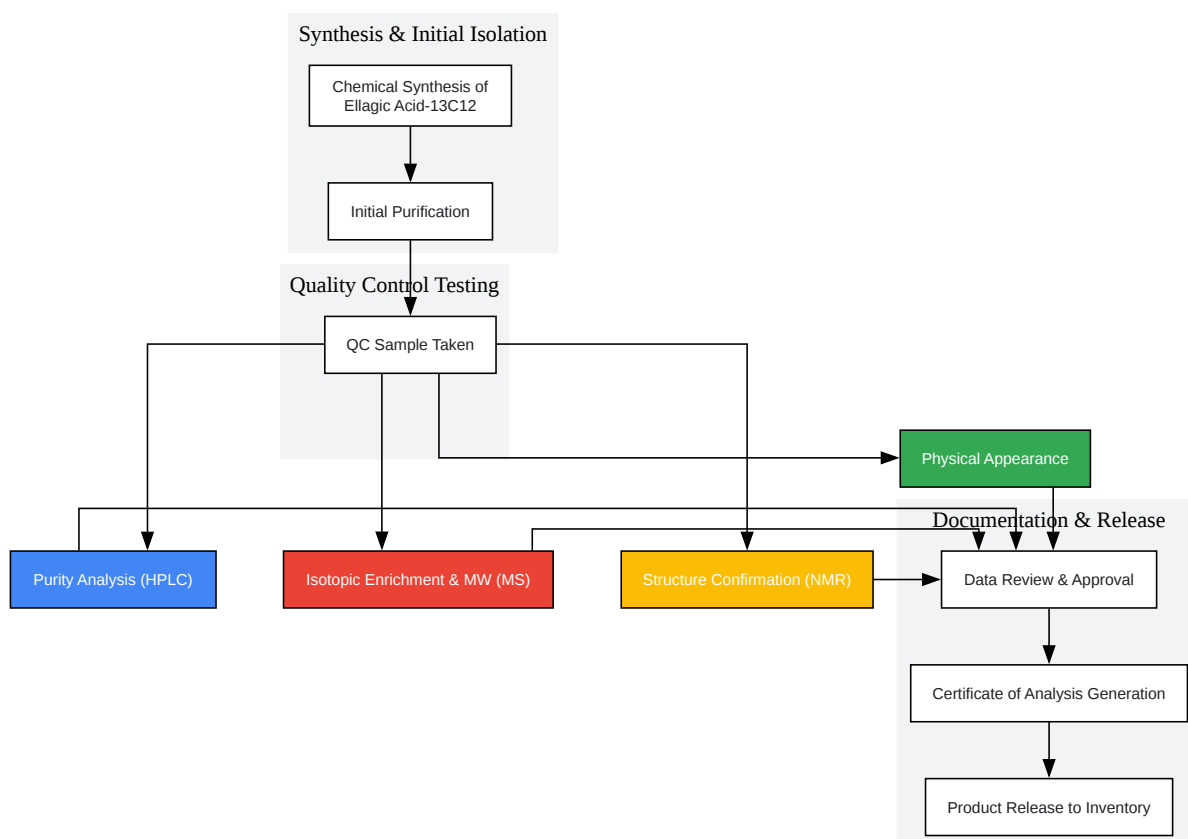 Synthesis & Initial Isolation
Chemical Synthesis of
Ellagic Acid-13C12
Initial Purification
Quality Control Testing
QC Sample Taken
Physical Appearance
Documentation & Release
Purity Analysis (HPLC)
Isotopic Enrichment & MW (MS)
Structure Confirmation (NMR)
Data Review & Approval
Certificate of Analysis Generation
Product Release to Inventory